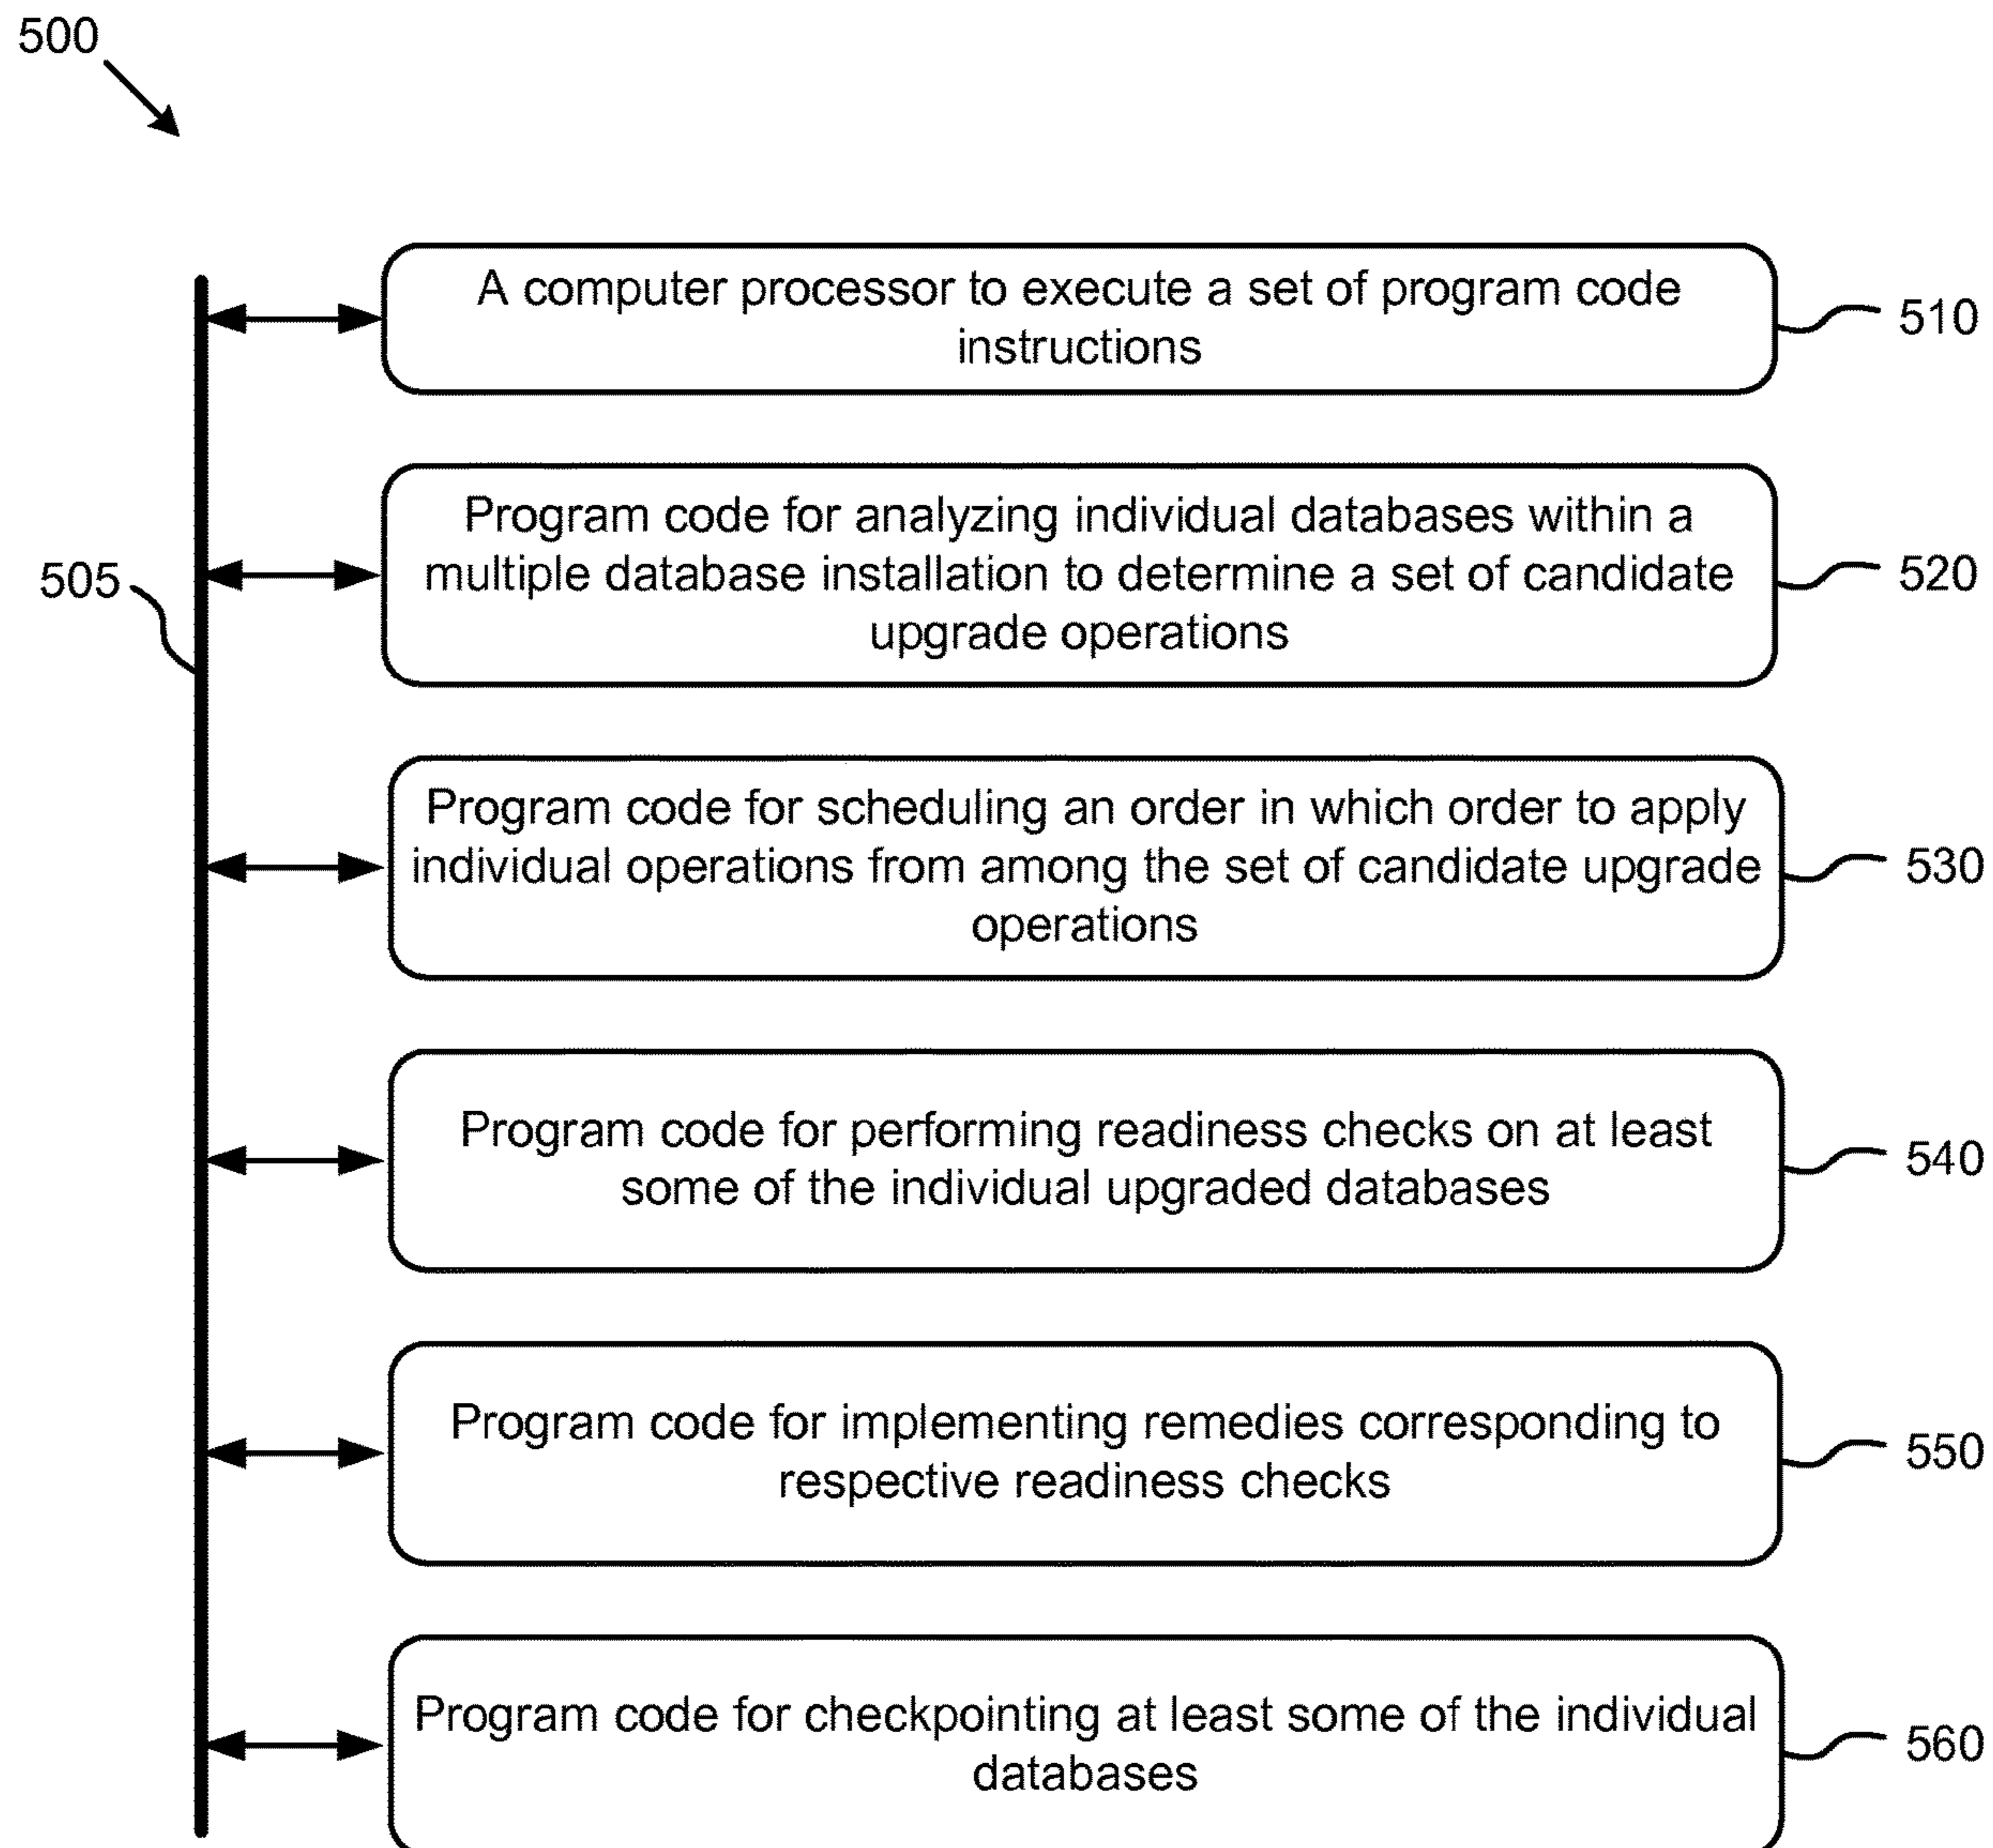 500
A computer processor to execute a set of program code
instructions
510
Program code for analyzing individual databases within a
multiple database installation to determine a set of candidate
upgrade operations
520
505
Program code for scheduling an order in which order to apply
individual operations from among the set of candidate upgrade
operations
530
Program code for performing readiness checks on at least
some of the individual upgraded databases
540
Program code for implementing remedies corresponding to
respective readiness checks
550
Program code for checkpointing at least some of the individual
databases
560